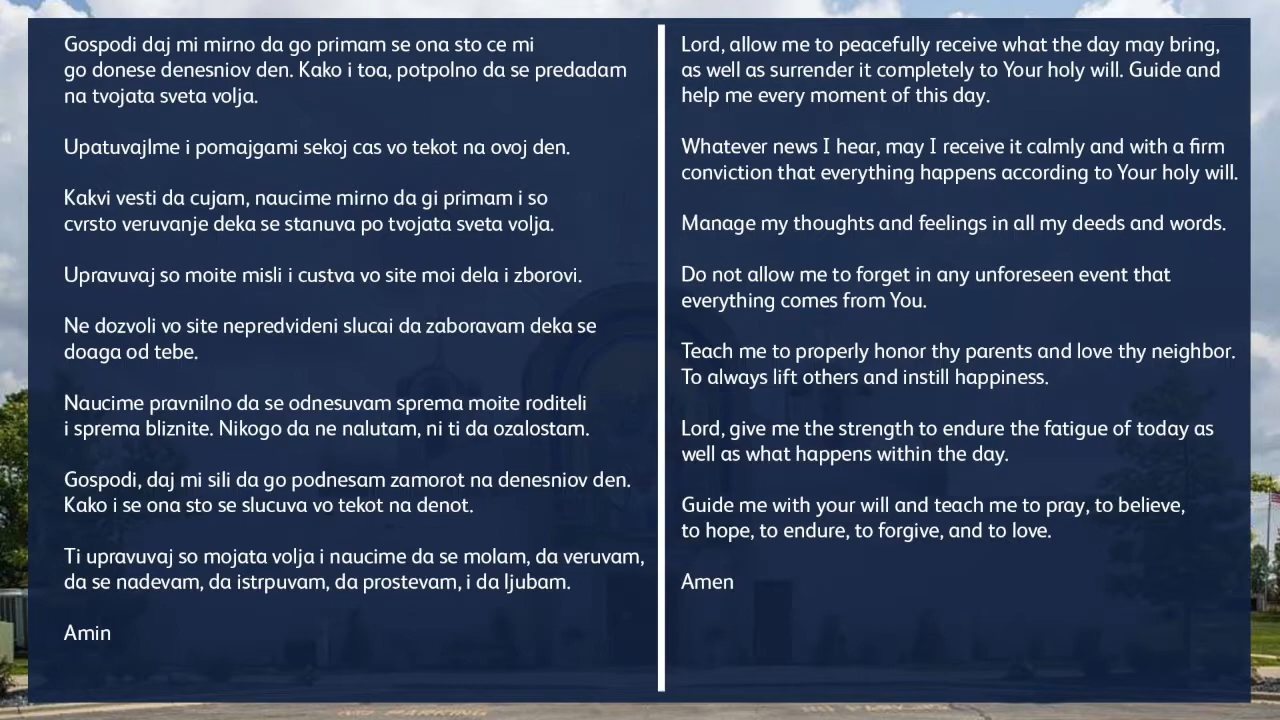 Gospodi daj mi mirno da go primam se ona sto ce mi
go donese denesniov den. Kako i toa, potpolno da se predadam
na tvojata sveta volja.
Upatuvajlme i pomajgami sekoj cas vo tekot na ovoj den.
Kakvi vesti da cujam, naucime mirno da gi primam i so
cvrsto veruvanje deka se stanuva po tvojata sveta volja.
Upravuvaj so moite misli i custva vo site moi dela i zborovi.
Ne dozvoli vo site nepredvideni slucai da zaboravam deka se
doaga od tebe.
Naucime pravnilno da se odnesuvam sprema moite roditeli
i sprema bliznite. Nikogo da ne nalutam, ni ti da ozalostam.
Gospodi, daj mi sili da go podnesam zamorot na denesniov den.
Kako i se ona sto se slucuva vo tekot na denot.
Ti upravuvaj so mojata volja i naucime da se molam, da veruvam,
da se nadevam, da istrpuvam, da prostevam, i da ljubam.
Amin
Lord, allow me to peacefully receive what the day may bring,
as well as surrender it completely to Your holy will. Guide and
help me every moment of this day.
Whatever news I hear, may I receive it calmly and with a firm
conviction that everything happens according to Your holy will.
Manage my thoughts and feelings in all my deeds and words.
Do not allow me to forget in any unforeseen event that
everything comes from You.
Teach me to properly honor thy parents and love thy neighbor.
To always lift others and instill happiness.
Lord, give me the strength to endure the fatigue of today as
well as what happens within the day.
Guide me with your will and teach me to pray, to believe,
to hope, to endure, to forgive, and to love.
Amen
NO PARKING
NO PARKING